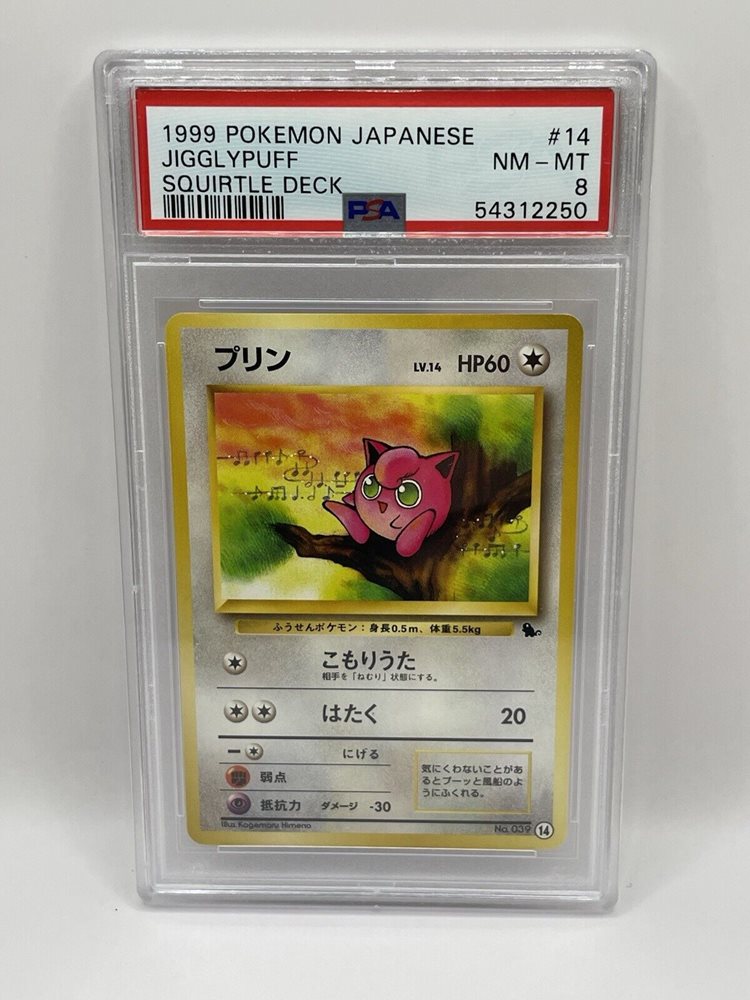 1999 POKEMON JAPANESE #14
JIGGLYPUFF NM - MT
SQUIRTLE DECK 8
PSA 54312250
プリン LV.14 HP60
ふうせんポケモン：身長0.5m、体重5.5kg
こもりうた
相手を「ねむり」状態にする。
はたく 20
にげる
弱点
抵抗力 ダメージ -30
気にくわないことがあ
るとプーッと風船のよ
うにふくれる。
Illus. Kagemaru Himeno No. 039 14